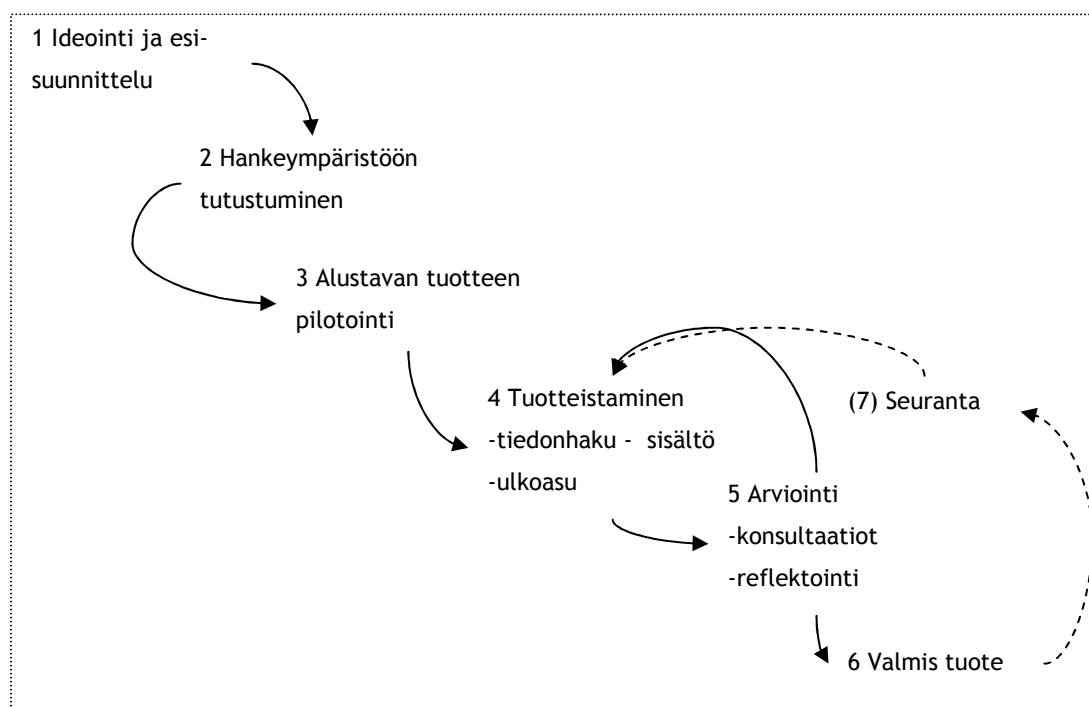 1 Ideointi ja esi-
suunnittelu
2 Hankeympäristöön
tutustuminen
3 Alustavan tuotteen
pilotointi
4 Tuotteistaminen
-tiedonhaku - sisältö
-ulkoasu
(7) Seuranta
5 Arviointi
-konsultaatiot
-reflektointi
6 Valmis tuote